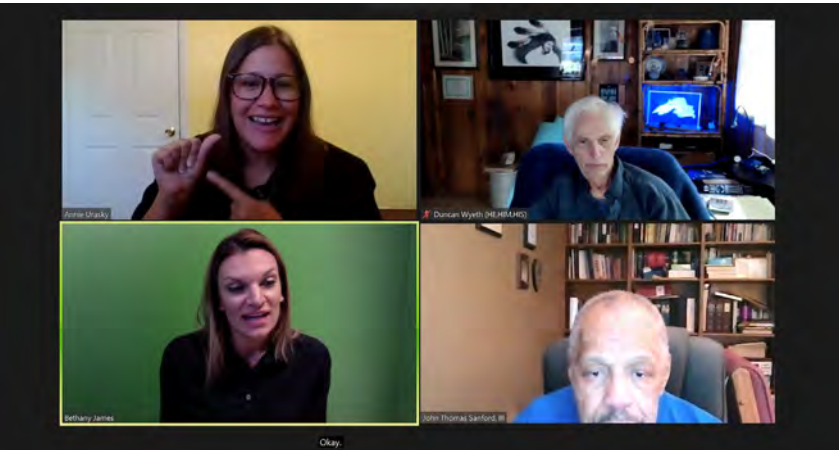 Annie Urasky
Duncan Wyeth (HE.HIM.HIS)
Bethany James
John Thomas Sanford, III
Okay.